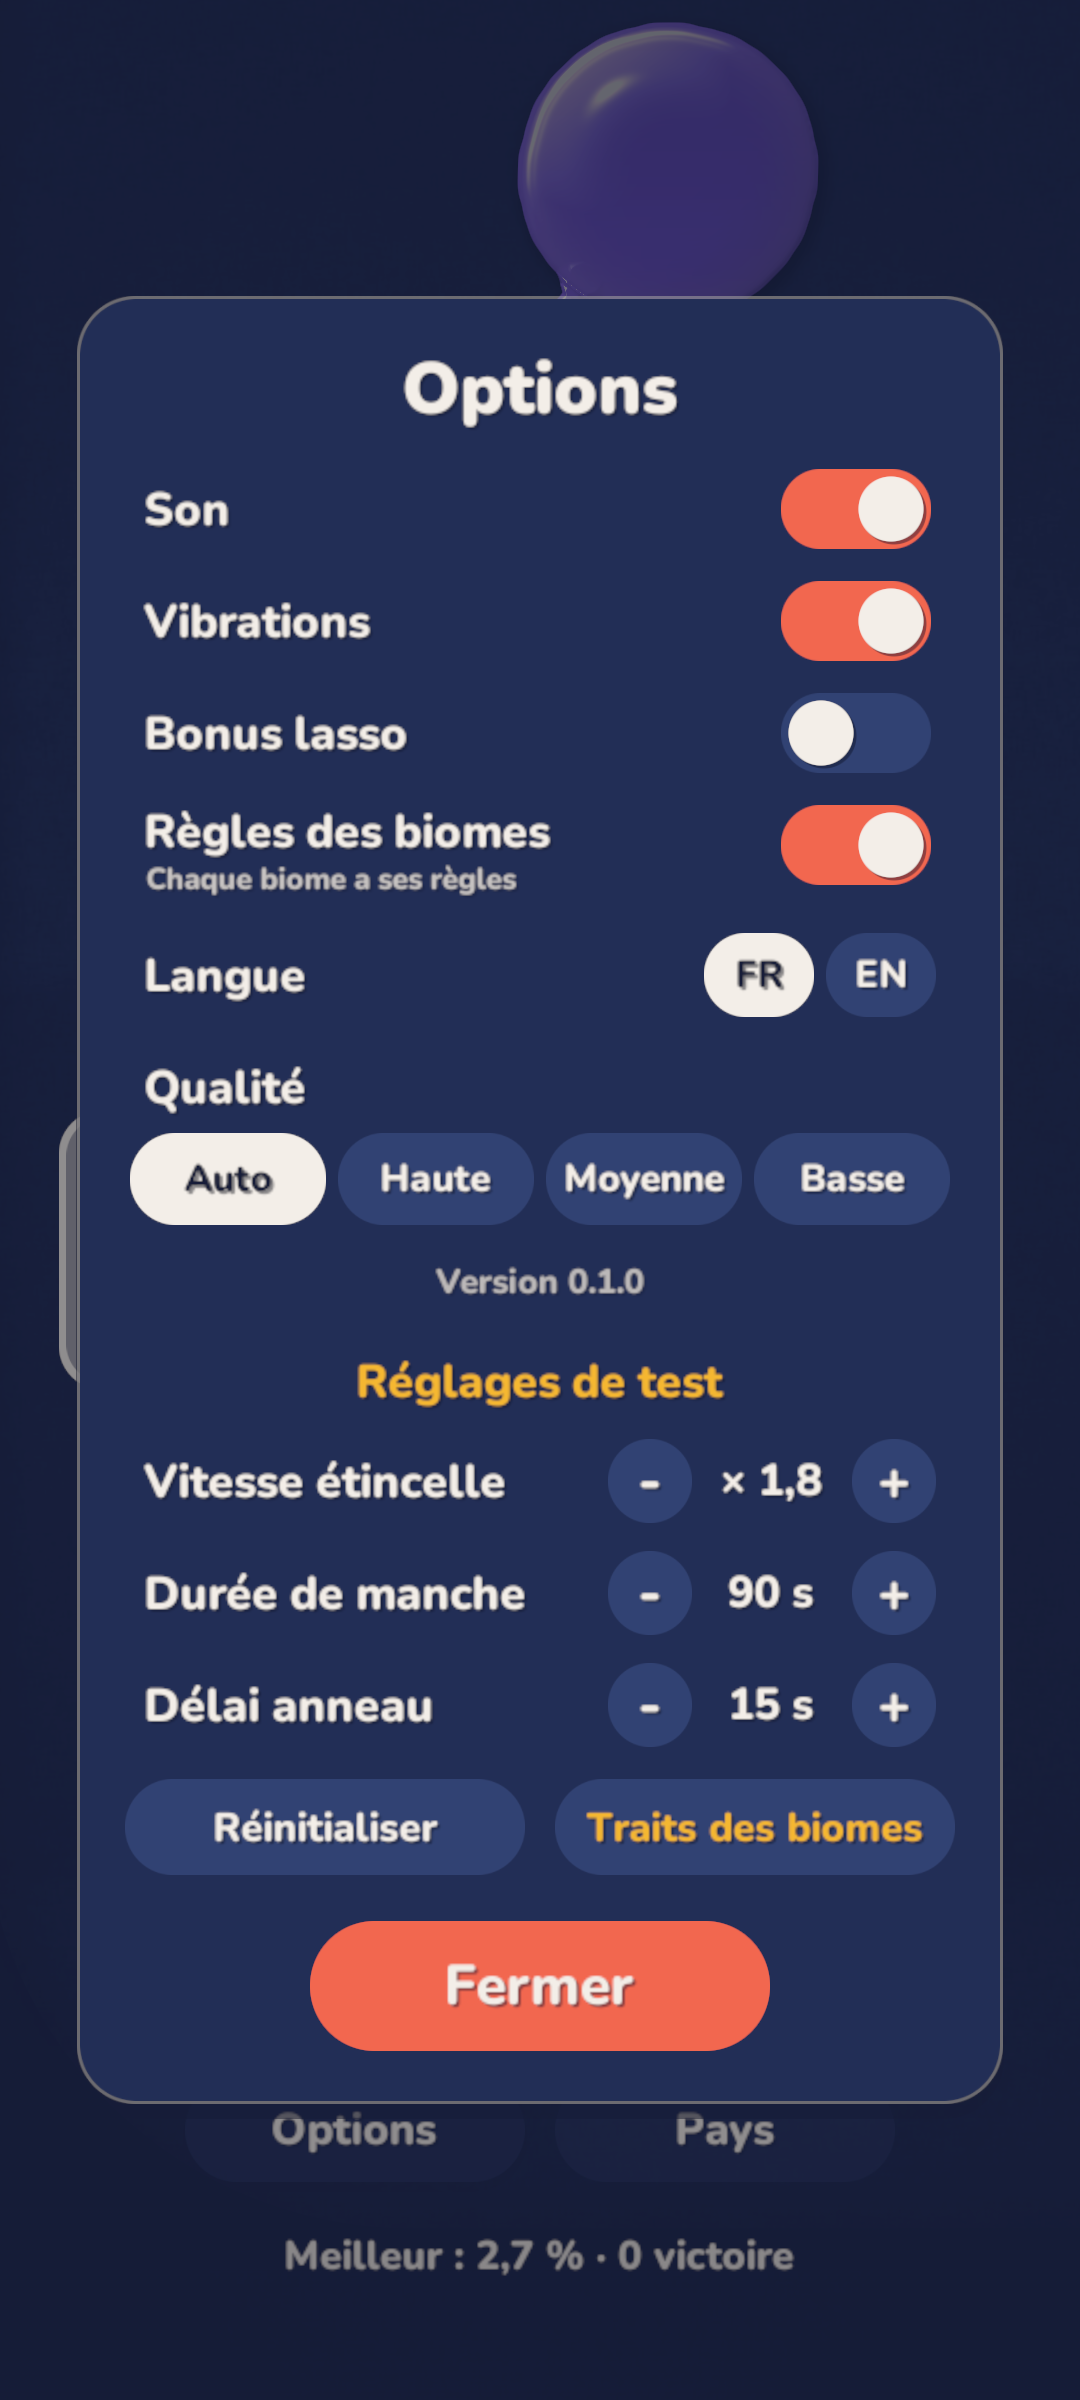 Options
Son
Vibrations
Bonus lasso
Règles des biomes
Chaque biome a ses règles
Langue FR EN
Qualité
Auto Haute Moyenne Basse
Version 0.1.0
Réglages de test
Vitesse étincelle - × 1,8 +
Durée de manche - 90 s +
Délai anneau - 15 s +
Réinitialiser Traits des biomes
Fermer
Options Pays
Meilleur : 2,7 % · 0 victoire